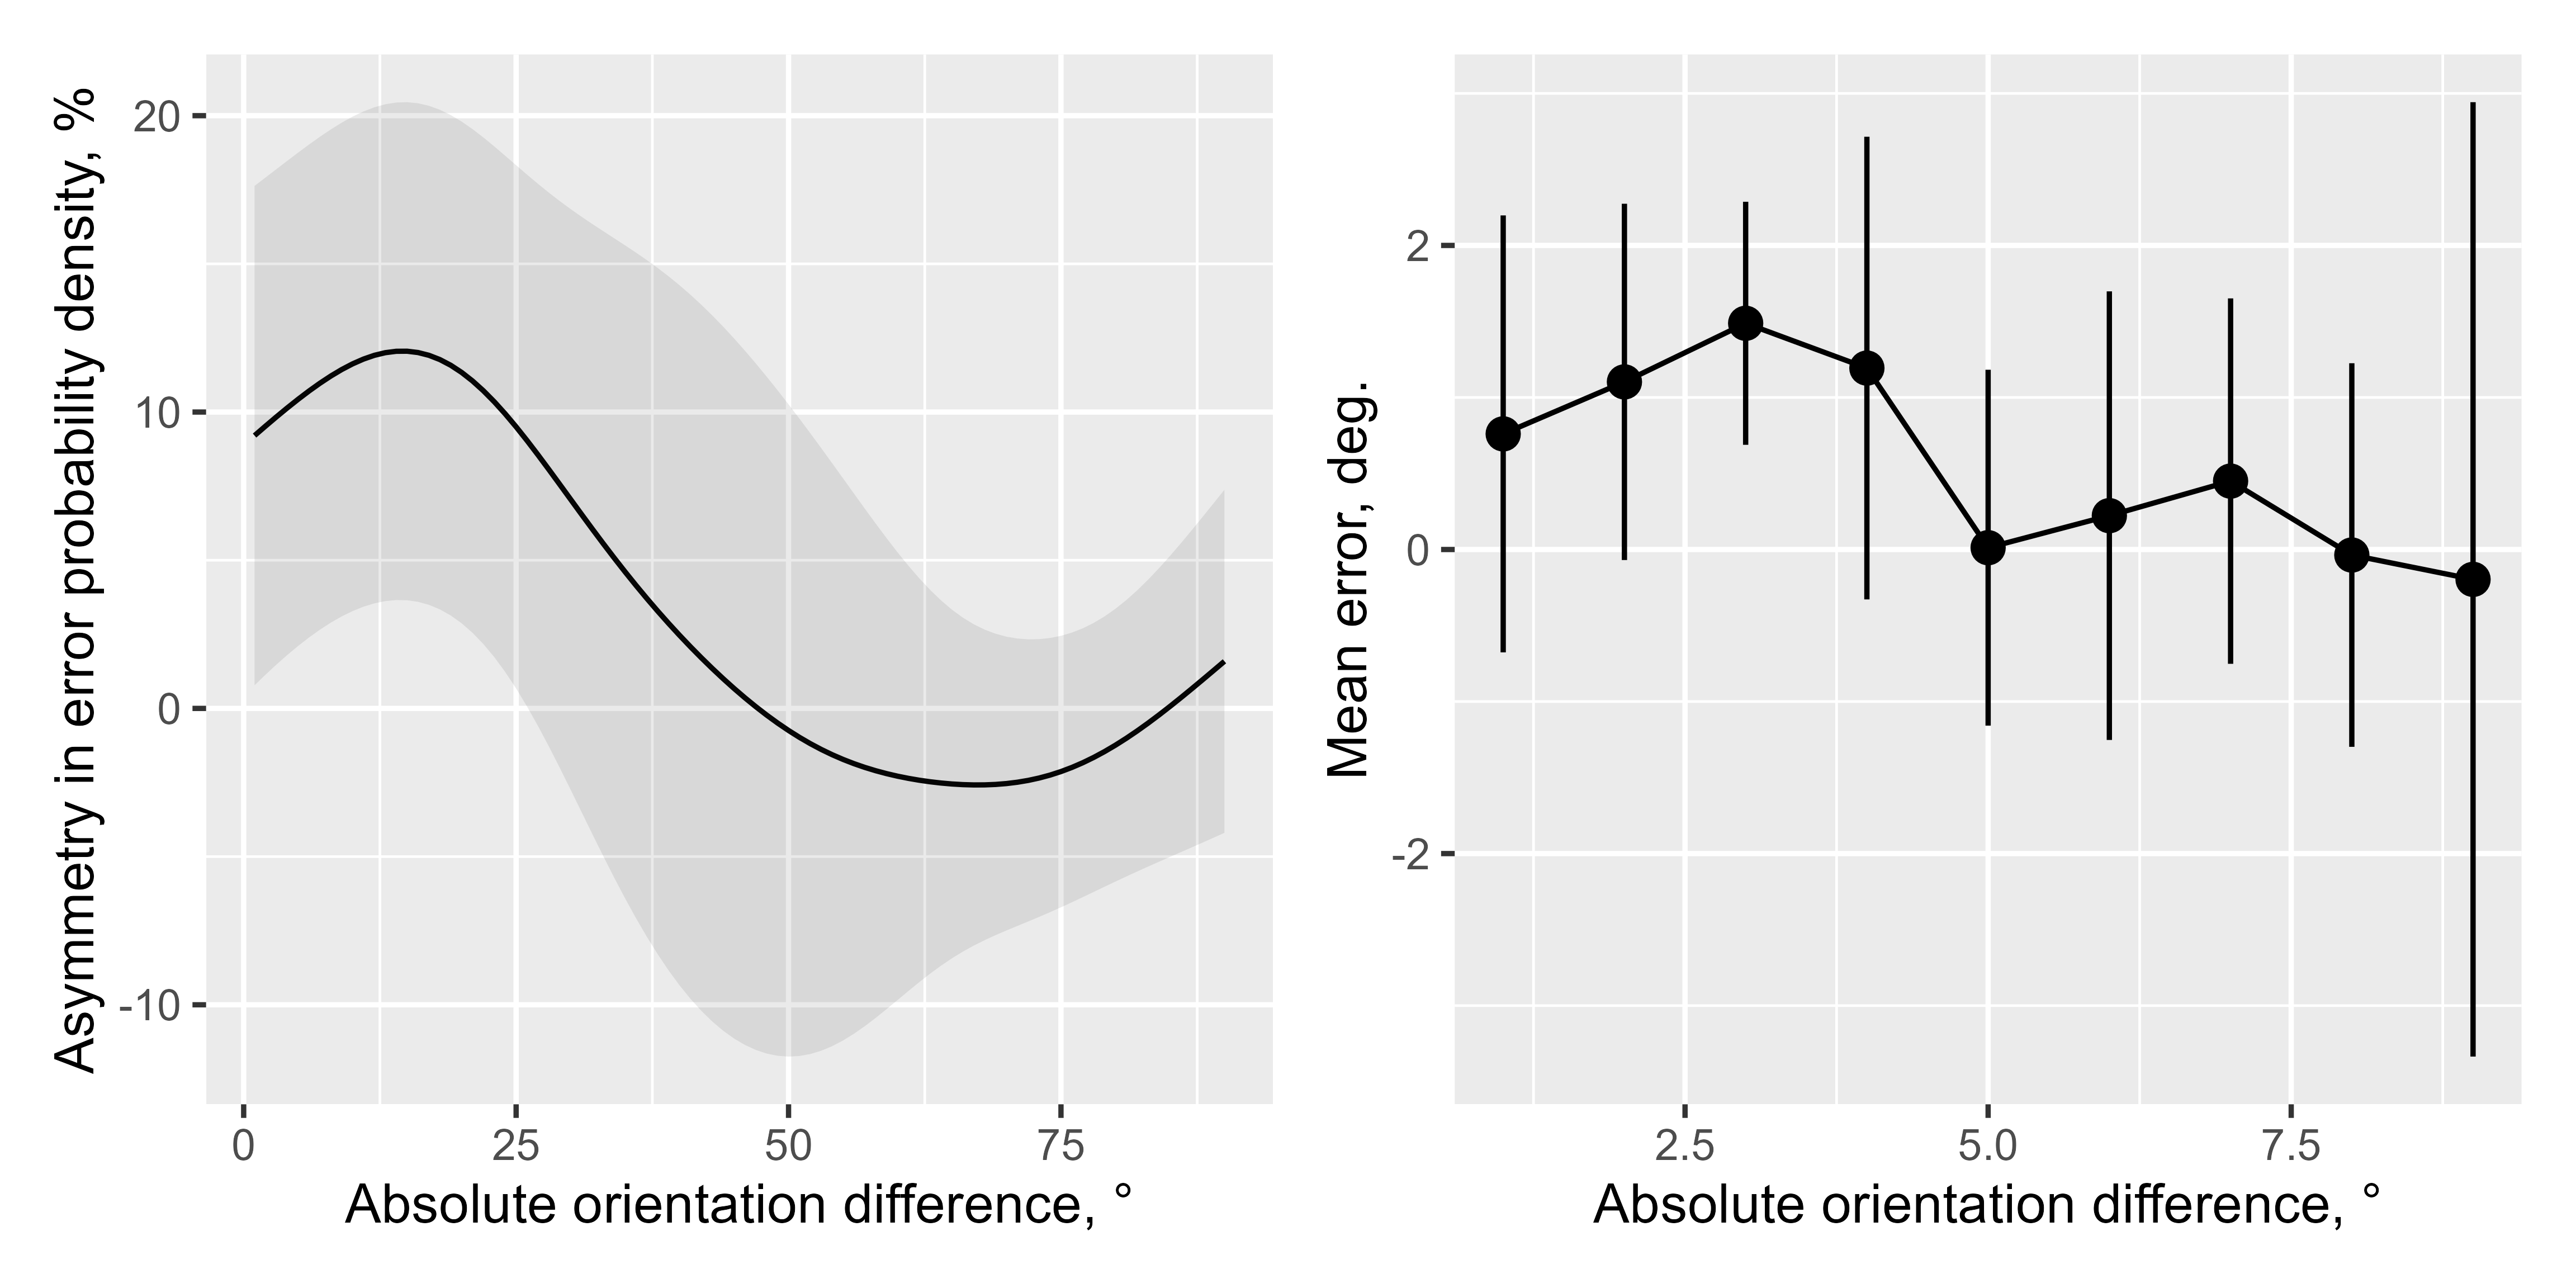 Asymmetry in error probability density, %
20
10
0
-10
0 25 50 75
Absolute orientation difference, °
Mean error, deg.
2
0
-2
2.5 5.0 7.5
Absolute orientation difference, °